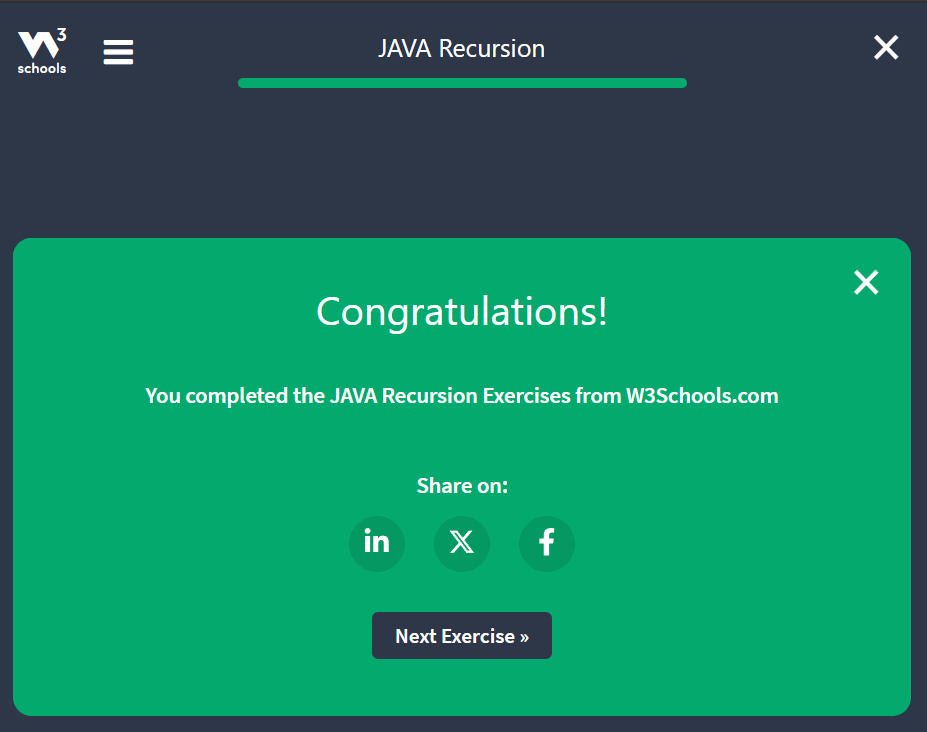 W3
schools
JAVA Recursion
Congratulations!
You completed the JAVA Recursion Exercises from W3Schools.com
Share on:
in X f
Next Exercise »